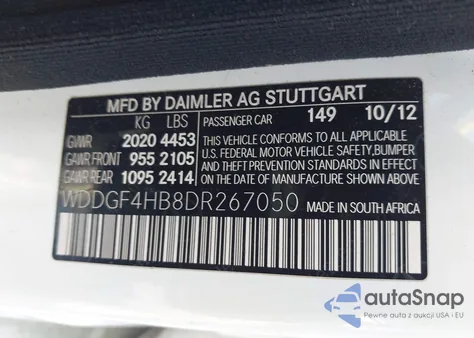 MFD BY DAIMLER AG STUTTGART
KG LBS PASSENGER CAR 149 10/12
GVWR 2020 4453
GAWR FRONT 955 2105
GAWR REAR 1095 2414
THIS VEHICLE CONFORMS TO ALL APPLICABLE
U.S. FEDERAL MOTOR VEHICLE SAFETY, BUMPER
AND THEFT PREVENTION STANDARDS IN EFFECT
ON THE DATE OF MANUFACTURE SHOWN ABOVE.
WDDGF4HB8DR267050 MADE IN SOUTH AFRICA
autoSnap
Pewne auta z aukcji USA i EU